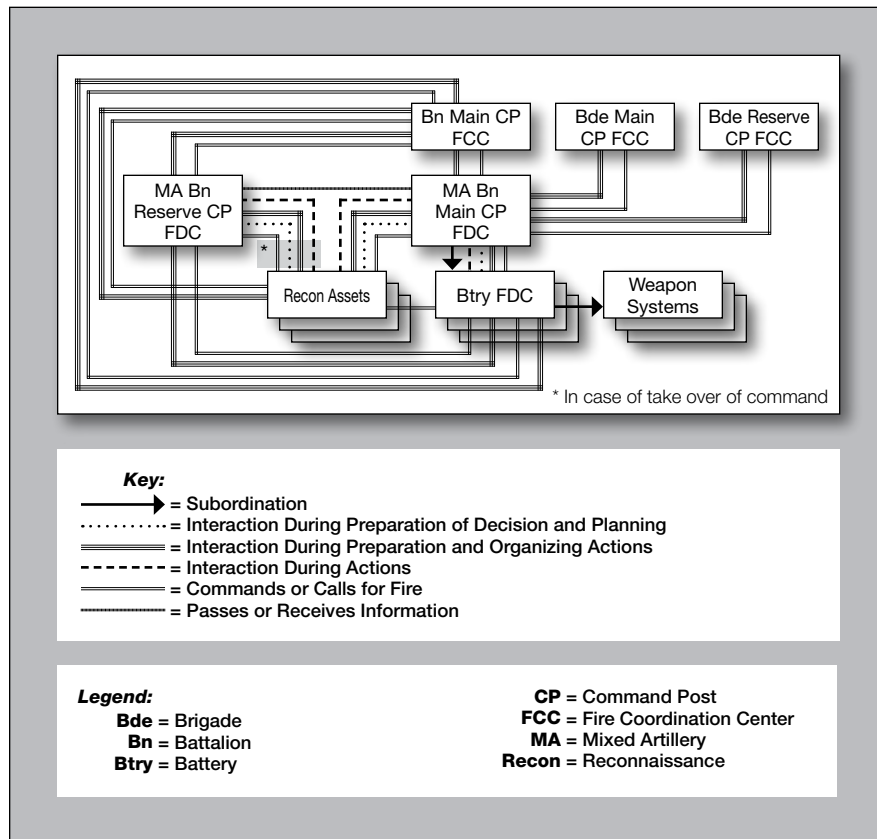 Bn Main CP
FCC
Bde Main
CP FCC
Bde Reserve
CP FCC
MA Bn
Reserve CP
FDC
MA Bn
Main CP
FDC
*
Recon Assets
Btry FDC
Weapon
Systems
* In case of take over of command
Key:
= Subordination
= Interaction During Preparation of Decision and Planning
= Interaction During Preparation and Organizing Actions
= Interaction During Actions
= Commands or Calls for Fire
= Passes or Receives Information
Legend:
Bde = Brigade
Bn = Battalion
Btry = Battery
CP = Command Post
FCC = Fire Coordination Center
MA = Mixed Artillery
Recon = Reconnaissance